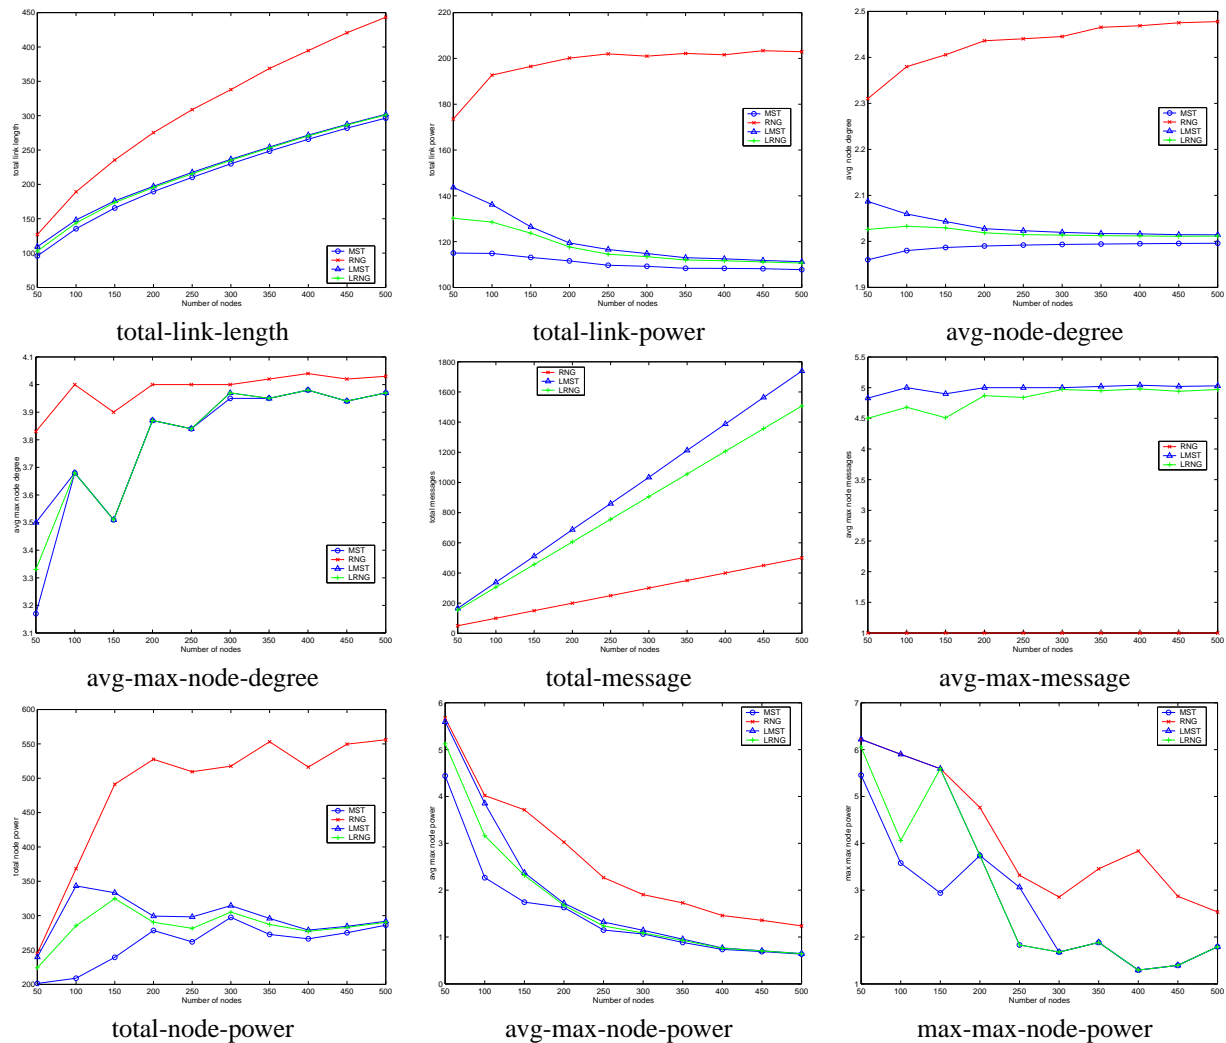 450
400
350
300
250
200
150
100
50
total link length
MST
RNG
LMST
LRNG
50 100 150 200 250 300 350 400 450 500
Number of nodes
total-link-length
220
200
180
160
140
120
100
total link power
MST
RNG
LMST
LRNG
50 100 150 200 250 300 350 400 450 500
Number of nodes
total-link-power
2.5
2.4
2.3
2.2
2.1
2
1.9
avg node degree
MST
RNG
LMST
LRNG
50 100 150 200 250 300 350 400 450 500
Number of nodes
avg-node-degree
4.1
4
3.9
3.8
3.7
3.6
3.5
3.4
3.3
3.2
3.1
avg max node degree
MST
RNG
LMST
LRNG
50 100 150 200 250 300 350 400 450 500
Number of nodes
avg-max-node-degree
1800
1600
1400
1200
1000
800
600
400
200
0
total messages
RNG
LMST
LRNG
50 100 150 200 250 300 350 400 450 500
Number of nodes
total-message
5.5
5
4.5
4
3.5
3
2.5
2
1.5
1
avg max node messages
RNG
LMST
LRNG
50 100 150 200 250 300 350 400 450 500
Number of nodes
avg-max-message
600
550
500
450
400
350
300
250
200
total node power
MST
RNG
LMST
LRNG
50 100 150 200 250 300 350 400 450 500
Number of nodes
total-node-power
6
5
4
3
2
1
0
avg max node power
MST
RNG
LMST
LRNG
50 100 150 200 250 300 350 400 450 500
Number of nodes
avg-max-node-power
7
6
5
4
3
2
1
max max node power
MST
RNG
LMST
LRNG
50 100 150 200 250 300 350 400 450 500
Number of nodes
max-max-node-power